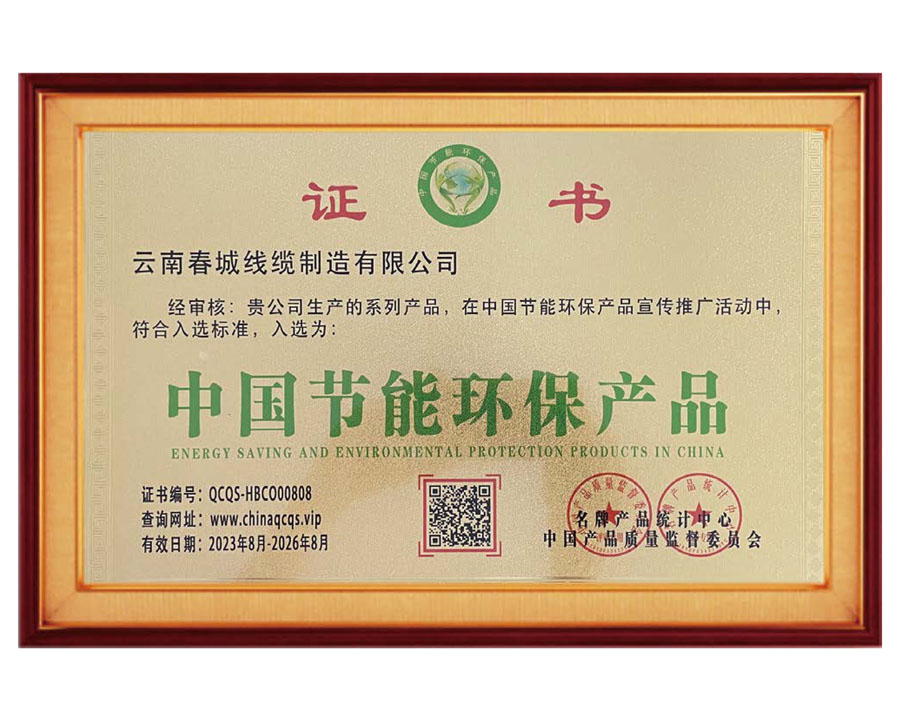 中国节能环保产品
证 书
云南春城线缆制造有限公司
经审核：贵公司生产的系列产品，在中国节能环保产品宣传推广活动中，
符合入选标准，入选为：
中国节能环保产品
ENERGY SAVING AND ENVIRONMENTAL PROTECTION PRODUCTS IN CHINA
证书编号：QCQS-HBCO00808
查询网址：www.chinaqcqs.vip
有效日期：2023年8月-2026年8月
名牌产品统计中心
中国产品质量监督委员会